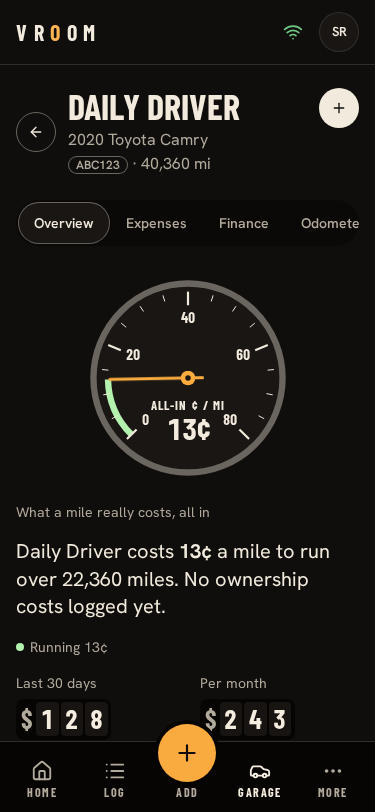 VROOM
SR
DAILY DRIVER
2020 Toyota Camry
ABC123 · 40,360 mi
Overview Expenses Finance Odomete
40
20 60
ALL-IN ¢ / MI
0 13¢ 80
What a mile really costs, all in
Daily Driver costs 13¢ a mile to run
over 22,360 miles. No ownership
costs logged yet.
Running 13¢
Last 30 days Per month
$128 $243
HOME LOG ADD GARAGE MORE